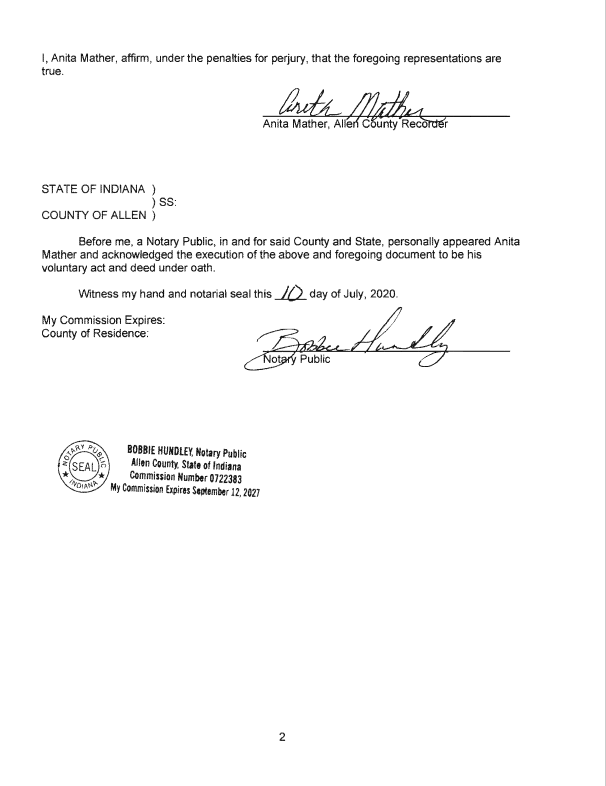 I, Anita Mather, affirm, under the penalties for perjury, that the foregoing representations are
true.
Anita Mather
Anita Mather, Allen County Recorder
STATE OF INDIANA )
) SS:
COUNTY OF ALLEN )
Before me, a Notary Public, in and for said County and State, personally appeared Anita
Mather and acknowledged the execution of the above and foregoing document to be his
voluntary act and deed under oath.
Witness my hand and notarial seal this 10 day of July, 2020.
My Commission Expires:
County of Residence:
Bobbie Hundley
Notary Public
NOTARY PUBLIC
SEAL
INDIANA
BOBBIE HUNDLEY, Notary Public
Allen County, State of Indiana
Commission Number 0722383
My Commission Expires September 12, 2027
2